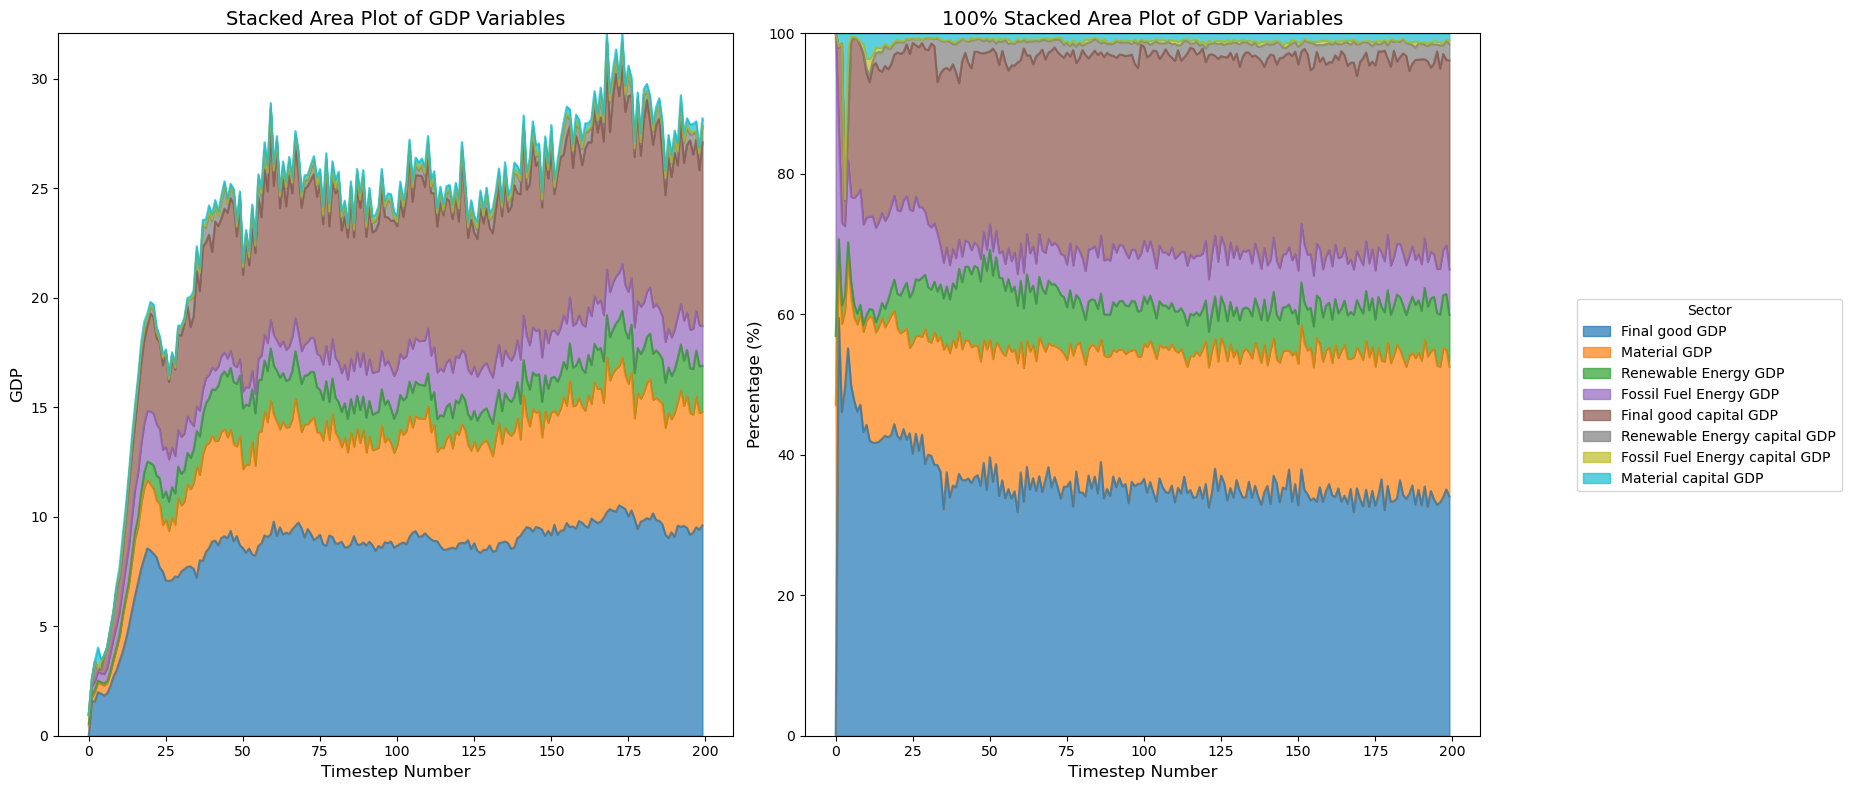 Stacked Area Plot of GDP Variables
GDP
30
25
20
15
10
5
0
0 25 50 75 100 125 150 175 200
Timestep Number
100% Stacked Area Plot of GDP Variables
Percentage (%)
100
80
60
40
20
0
0 25 50 75 100 125 150 175 200
Timestep Number
Sector
Final good GDP
Material GDP
Renewable Energy GDP
Fossil Fuel Energy GDP
Final good capital GDP
Renewable Energy capital GDP
Fossil Fuel Energy capital GDP
Material capital GDP